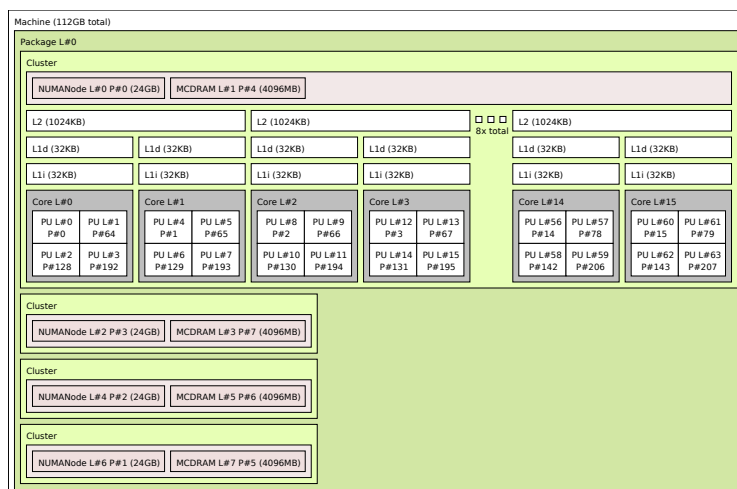 Machine (112GB total)
Package L#0
Cluster
NUMANode L#0 P#0 (24GB) MCDRAM L#1 P#4 (4096MB)
L2 (1024KB) L2 (1024KB) 8x total L2 (1024KB)
L1d (32KB) L1d (32KB) L1d (32KB) L1d (32KB) L1d (32KB) L1d (32KB)
L1i (32KB) L1i (32KB) L1i (32KB) L1i (32KB) L1i (32KB) L1i (32KB)
Core L#0 Core L#1 Core L#2 Core L#3 Core L#14 Core L#15
PU L#0 PU L#1 PU L#4 PU L#5 PU L#8 PU L#9 PU L#12 PU L#13 PU L#56 PU L#57 PU L#60 PU L#61
P#0 P#64 P#1 P#65 P#2 P#66 P#3 P#67 P#14 P#78 P#15 P#79
PU L#2 PU L#3 PU L#6 PU L#7 PU L#10 PU L#11 PU L#14 PU L#15 PU L#58 PU L#59 PU L#62 PU L#63
P#128 P#192 P#129 P#193 P#130 P#194 P#131 P#195 P#142 P#206 P#143 P#207
Cluster
NUMANode L#2 P#3 (24GB) MCDRAM L#3 P#7 (4096MB)
Cluster
NUMANode L#4 P#2 (24GB) MCDRAM L#5 P#6 (4096MB)
Cluster
NUMANode L#6 P#1 (24GB) MCDRAM L#7 P#5 (4096MB)